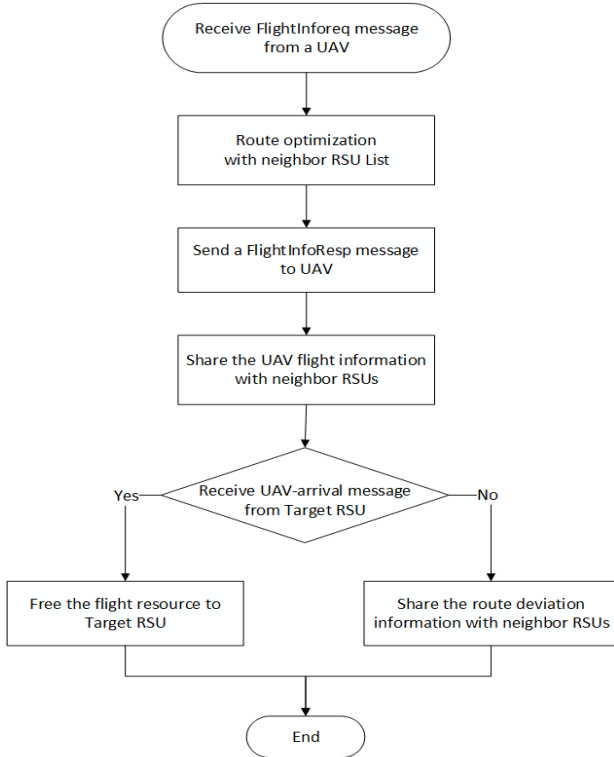 Receive FlightInforeq message
from a UAV
Route optimization
with neighbor RSU List
Send a FlightInfoResp message
to UAV
Share the UAV flight information
with neighbor RSUs
Receive UAV-arrival message
from Target RSU
Yes
No
Free the flight resource to
Target RSU
Share the route deviation
information with neighbor RSUs
End